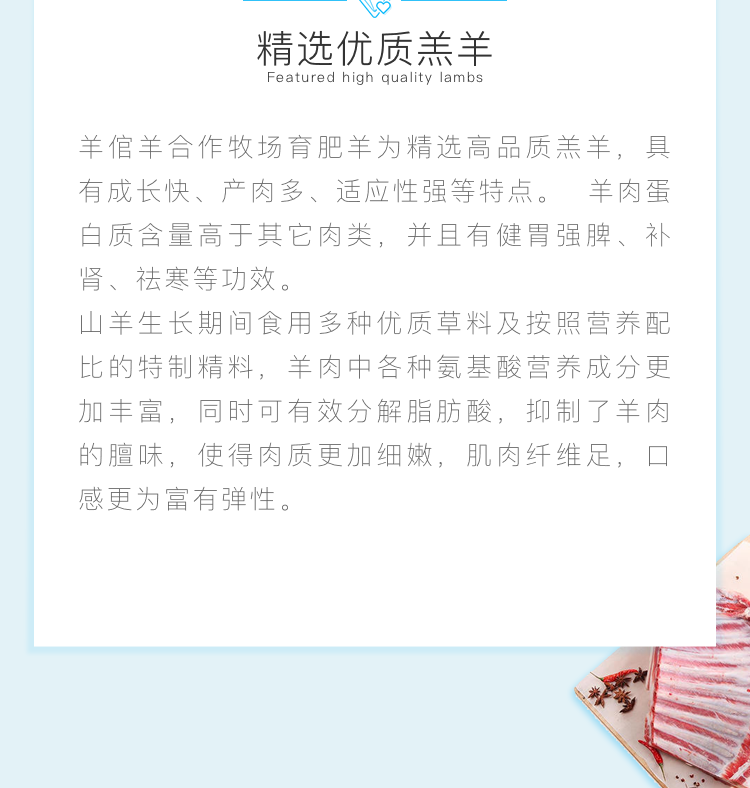 精选优质羔羊
Featured high quality lambs
羊倌羊合作牧场育肥羊为精选高品质羔羊，具
有成长快、产肉多、适应性强等特点。 羊肉蛋
白质含量高于其它肉类，并且有健胃强脾、补
肾、祛寒等功效。
山羊生长期间食用多种优质草料及按照营养配
比的特制精料，羊肉中各种氨基酸营养成分更
加丰富，同时可有效分解脂肪酸，抑制了羊肉
的膻味，使得肉质更加细嫩，肌肉纤维足，口
感更为富有弹性。